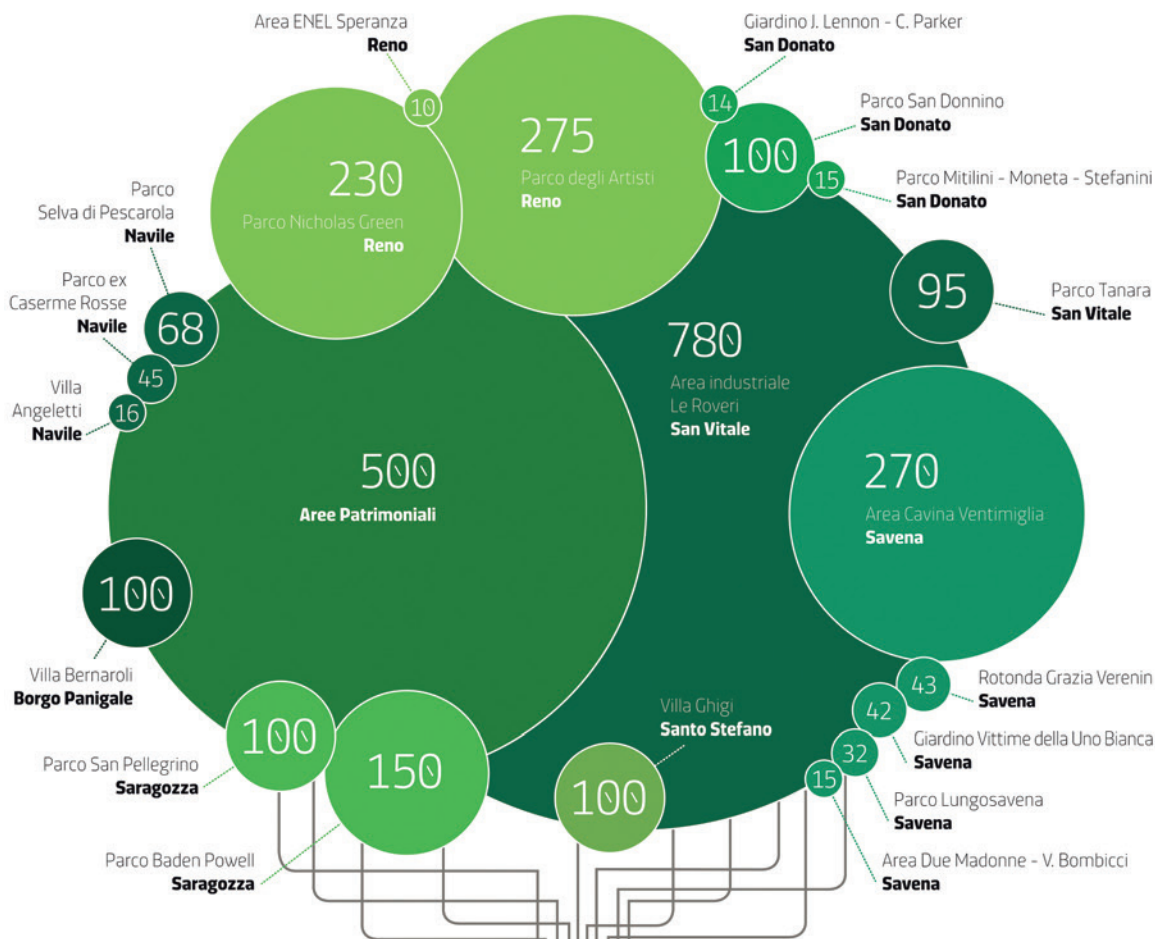 Area ENEL Speranza
Reno
10
275
Parco degli Artisti
Reno
Giardino J. Lennon - C. Parker
San Donato
14
Parco San Donnino
San Donato
100
Parco Mitilini - Moneta - Stefanini
San Donato
15
230
Parco Nicholas Green
Reno
Parco
Selva di Pescarola
Navile
68
Parco ex
Caserme Rosse
Navile
45
Villa
Angeletti
Navile
16
95
Parco Tanara
San Vitale
780
Area industriale
Le Roveri
San Vitale
500
Aree Patrimoniali
270
Area Cavina Ventimiglia
Savena
100
Villa Bernaroli
Borgo Panigale
100
Parco San Pellegrino
Saragozza
150
Parco Baden Powell
Saragozza
Villa Ghigi
Santo Stefano
100
43
Rotonda Grazia Verenin
Savena
42
Giardino Vittime della Uno Bianca
Savena
32
Parco Lungosavena
Savena
15
Area Due Madonne - V. Bombicci
Savena